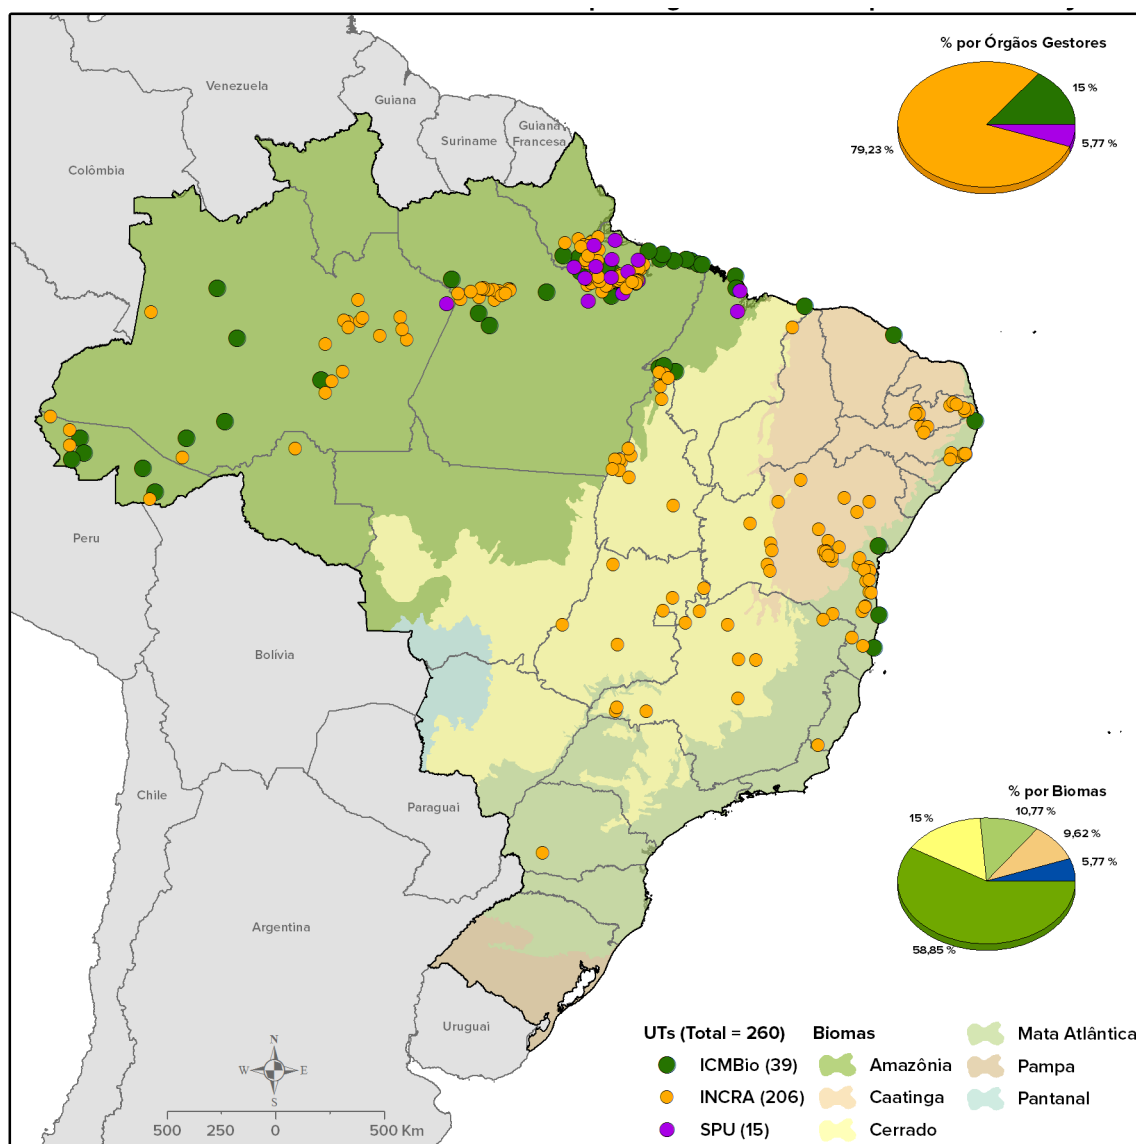 % por Órgãos Gestores
15 %
5,77 %
79,23 %
Venezuela
Guiana
Suriname
Guiana
Francesa
Colômbia
Peru
Bolívia
Chile
Paraguai
Argentina
Uruguai
% por Biomas
10,77 %
15 %
9,62 %
5,77 %
58,85 %
N
W
E
S
500
250
0
500 Km
UTs (Total = 260)
ICMBio (39)
INCRA (206)
SPU (15)
Biomas
Amazônia
Caatinga
Cerrado
Mata Atlântica
Pampa
Pantanal